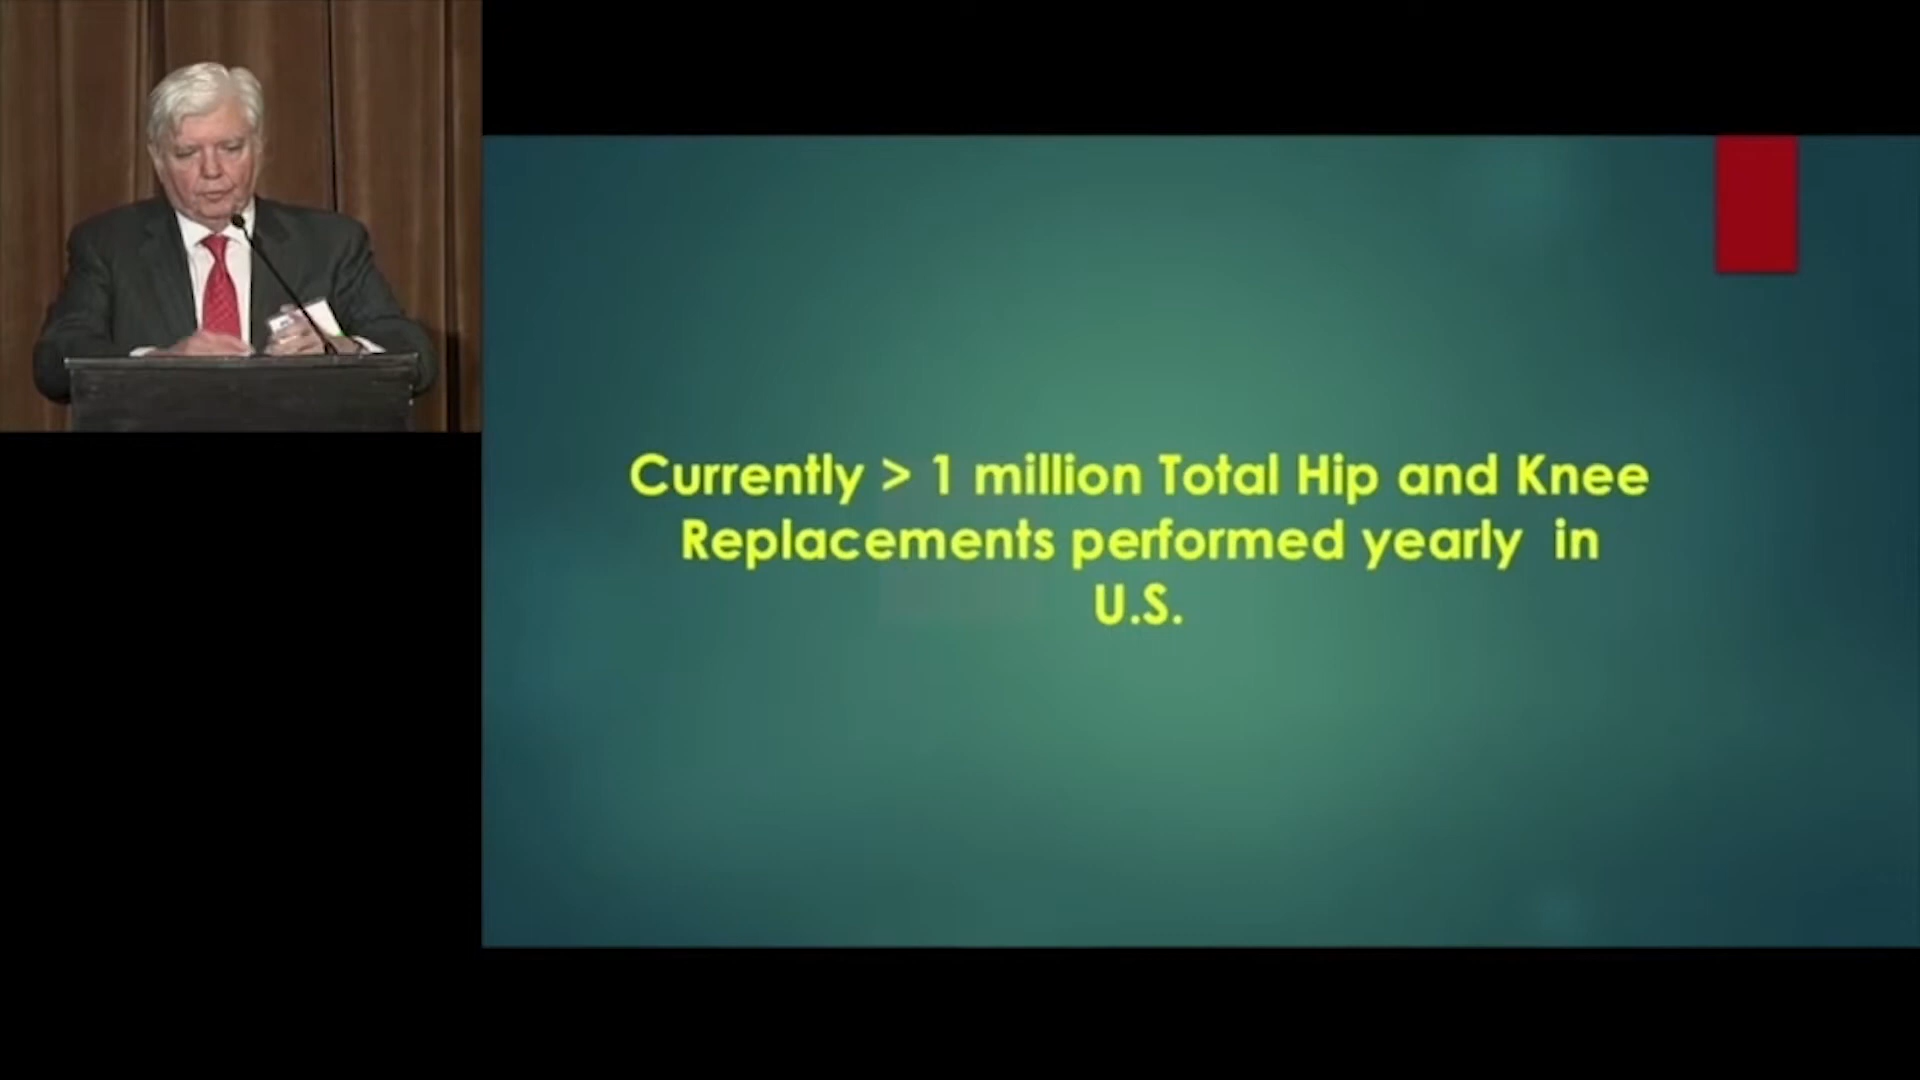 Currently > 1 million Total Hip and Knee
Replacements performed yearly in
U.S.